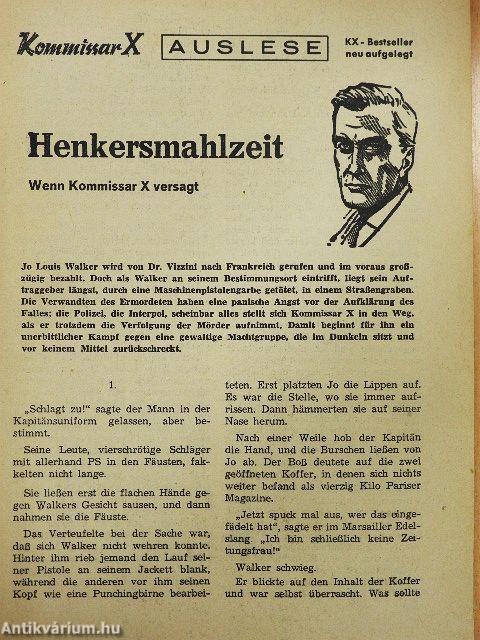 Kommissar X AUSLESE KX - Bestseller
neu aufgelegt
Henkersmahlzeit
Wenn Kommissar X versagt
Jo Louis Walker wird von Dr. Vizzini nach Frankreich gerufen und im voraus groß-
zügig bezahlt. Doch als Walker an seinem Bestimmungsort eintrifft, liegt sein Auf-
traggeber längst, durch eine Maschinenpistolengarbe getötet, in einem Straßengraben.
Die Verwandten des Ermordeten haben eine panische Angst vor der Aufklärung des
Falles; die Polizei, die Interpol, scheinbar alles stellt sich Kommissar X in den Weg,
als er trotzdem die Verfolgung der Mörder aufnimmt. Damit beginnt für ihn ein
unerbittlicher Kampf gegen eine gewaltige Machtgruppe, die im Dunkeln sitzt und
vor keinem Mittel zurückschreckt.
1.
„Schlagt zu!" sagte der Mann in der
Kapitänsuniform gelassen, aber be-
stimmt.
Seine Leute, vierschrötige Schläger
mit allerhand PS in den Fäusten, fak-
kelten nicht lange.
Sie ließen erst die flachen Hände ge-
gen Walkers Gesicht sausen, und dann
nahmen sie die Fäuste.
Das Verteufelte bei der Sache war,
daß sich Walker nicht wehren konnte.
Hinter ihm rieb jemand den Lauf sei-
ner Pistole an seinem Jackett blank,
während die anderen vor ihm seinen
Kopf wie eine Punchingbirne bearbei-
teten. Erst platzten Jo die Lippen auf.
Es war die Stelle, wo sie immer auf-
rissen. Dann hämmerten sie auf seiner
Nase herum.
Nach einer Weile hob der Kapitän
die Hand, und die Burschen ließen von
Jo ab. Der Boß deutete auf die zwei
geöffneten Koffer, in denen sich nichts
weiter befand als vierzig Kilo Pariser
Magazine.
„Jetzt spuck mal aus, wer das einge-
fädelt hat", sagte er im Marsailler Edel-
slang. „Ich bin schließlich keine Zei-
tungsfrau!"
Walker schwieg.
Er blickte auf den Inhalt der Koffer
und war selbst überrascht. Was sollte
Antikvárium.hu